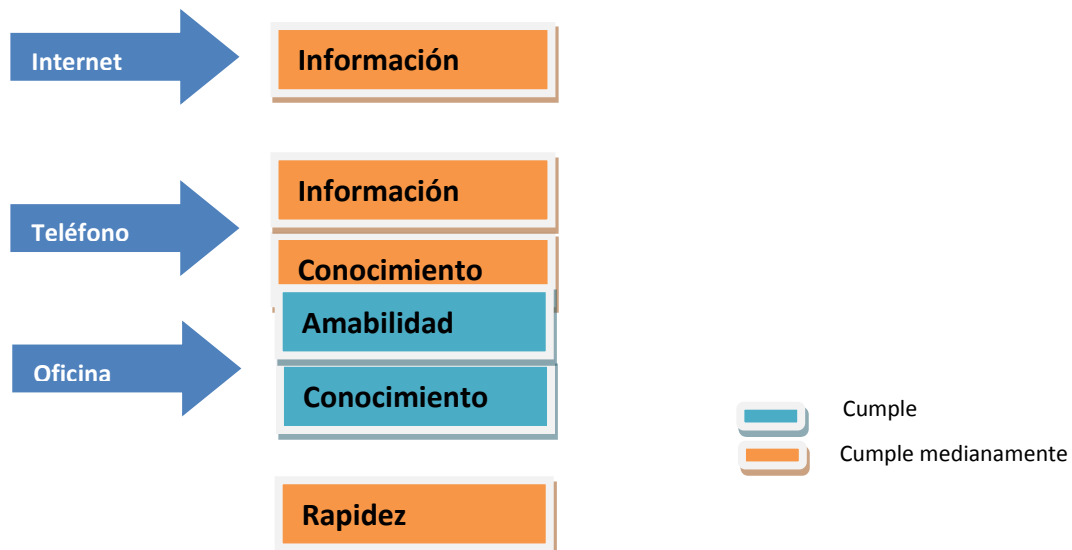 Internet
Información
Información
Teléfono
Conocimiento
Amabilidad
Oficina
Conocimiento
Cumple
Cumple medianamente
Rapidez